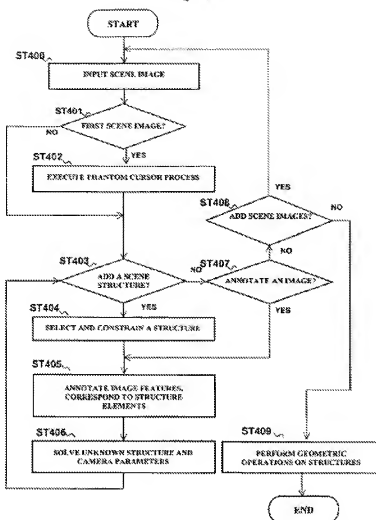 START
ST400
INPUT SCENE IMAGE
ST401
FIRST SCENE IMAGE?
NO
YES
ST402
EXECUTE PHANTOM CURSOR PROCESS
YES
ST408
NO
ADD SCENE IMAGES?
NO
ST403
ADD A SCENE
STRUCTURE?
NO
ST407
ANNOTATE AN IMAGE?
YES
YES
ST404
SELECT AND CONSTRAIN A STRUCTURE
ST405
ANNOTATE IMAGE FEATURES,
CORRESPOND TO STRUCTURE
ELEMENTS
ST406
SOLVE UNKNOWN STRUCTURE AND
CAMERA PARAMETERS
ST409
PERFORM GEOMETRIC
OPERATIONS ON STRUCTURES
END